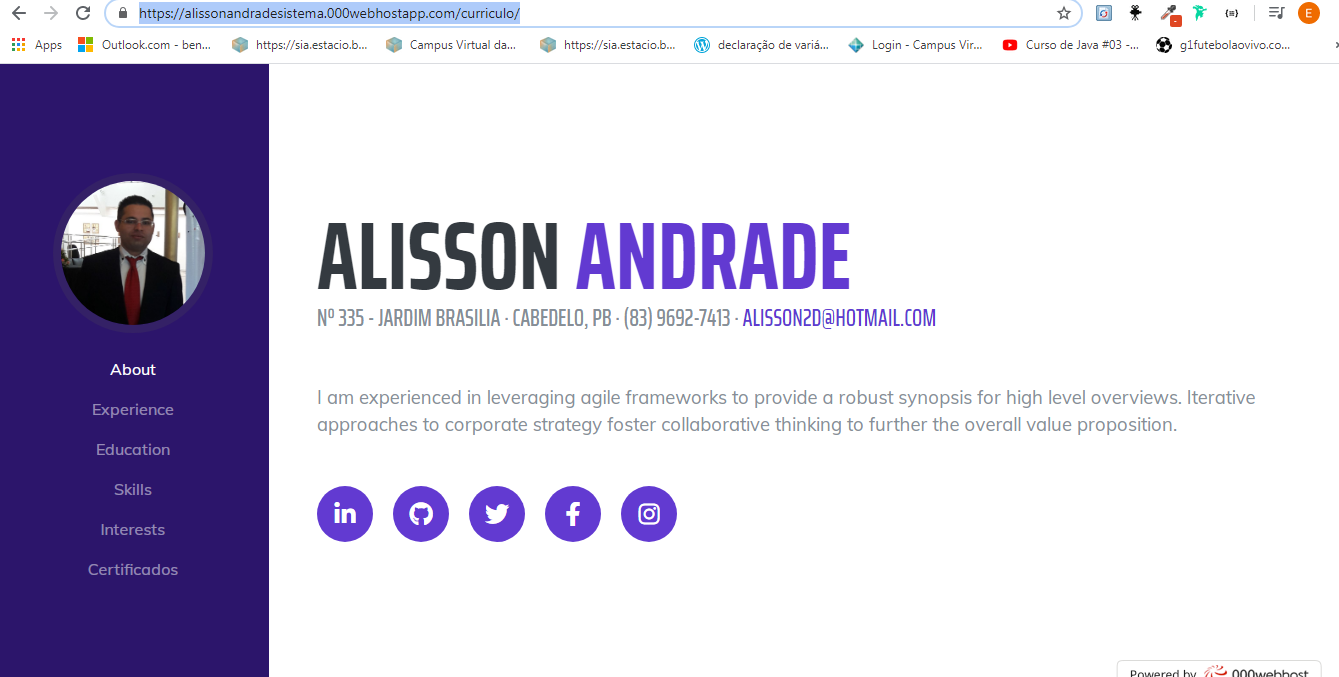 https://alissonandradesistema.000webhostapp.com/curriculo/
E
Apps Outlook.com - ben... https://sia.estacio.b... Campus Virtual da... https://sia.estacio.b... declaração de variá... Login - Campus Vir... Curso de Java #03 -... g1futebolaovivo.co...
ALISSON ANDRADE
Nº 335 - JARDIM BRASILIA · CABEDELO, PB · (83) 9692-7413 · ALISSON2D@HOTMAIL.COM
About
Experience
Education
Skills
Interests
Certificados
I am experienced in leveraging agile frameworks to provide a robust synopsis for high level overviews. Iterative
approaches to corporate strategy foster collaborative thinking to further the overall value proposition.
in
Powered by 000webhost